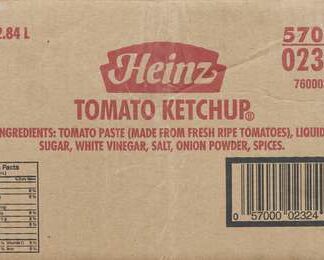 2.84 L
570
023
76000
Heinz
TOMATO KETCHUP®
INGREDIENTS: TOMATO PASTE (MADE FROM FRESH RIPE TOMATOES), LIQUID
SUGAR, WHITE VINEGAR, SALT, ONION POWDER, SPICES.
Facts
0 57000 02324